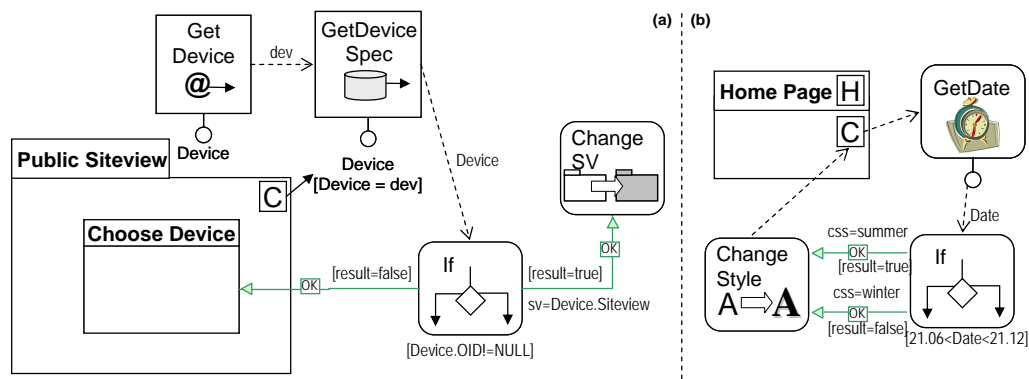 (a)
(b)
Get
Device
@
dev
GetDevice
Spec
Device
Device
[Device = dev]
Public Siteview
C
Choose Device
Device
Change
SV
OK
[result=false]
OK
If
[result=true]
sv=Device.Siteview
[Device.OID!=NULL]
Home Page H
C
GetDate
Date
Change
Style
A A
css=summer
OK
[result=true]
css=winter
OK
[result=false]
If
[21.06<Date<21.12]